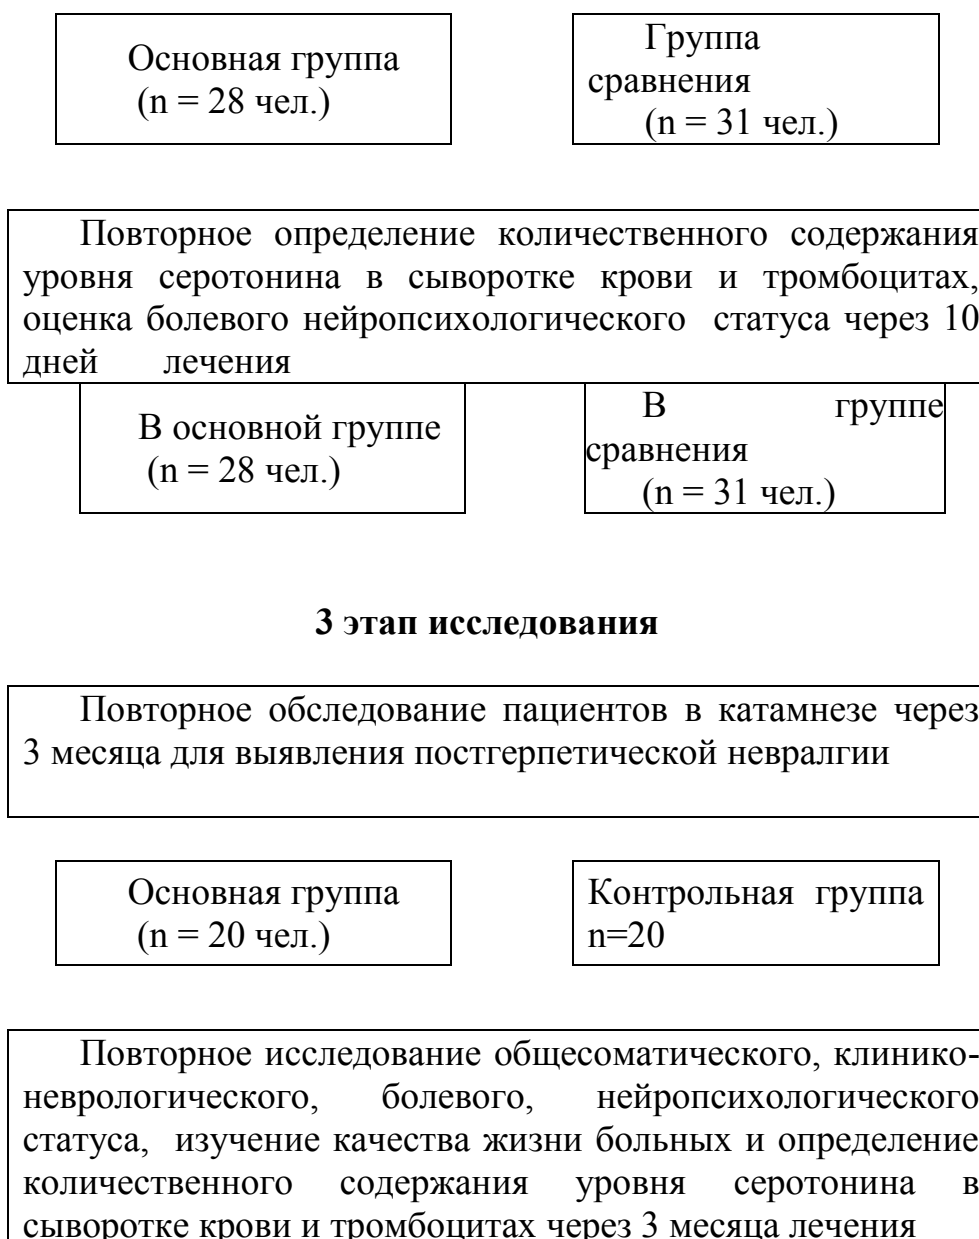 Основная группа
(n = 28 чел.)
Группа
сравнения
(n = 31 чел.)
Повторное определение количественного содержания
уровня серотонина в сыворотке крови и тромбоцитах,
оценка болевого нейропсихологического статуса через 10
дней лечения
В основной группе
(n = 28 чел.)
В группе
сравнения
(n = 31 чел.)
3 этап исследования
Повторное обследование пациентов в катамнезе через
3 месяца для выявления постгерпетической невралгии
Основная группа
(n = 20 чел.)
Контрольная группа
n=20
Повторное исследование общесоматического, клинико-
неврологического, болевого, нейропсихологического
статуса, изучение качества жизни больных и определение
количественного содержания уровня серотонина в
сыворотке крови и тромбоцитах через 3 месяца лечения